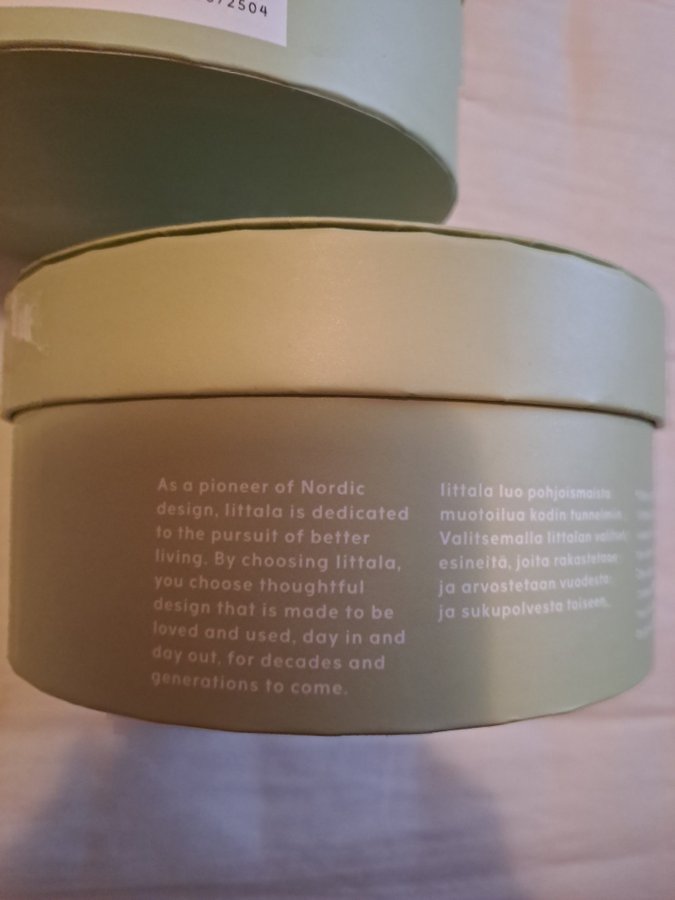 2504
As a pioneer of Nordic
design, Iittala is dedicated
to the pursuit of better
living. By choosing Iittala,
you choose thoughtful
design that is made to be
loved and used, day in and
day out, for decades and
generations to come.
Iittala luo pohjoismaista
muotoilua kodin tunnelmiin.
Valitsemalla Iittalan valitset
esineitä, joita rakastetaan
ja arvostetaan vuodesta
ja sukupolvesta toiseen.